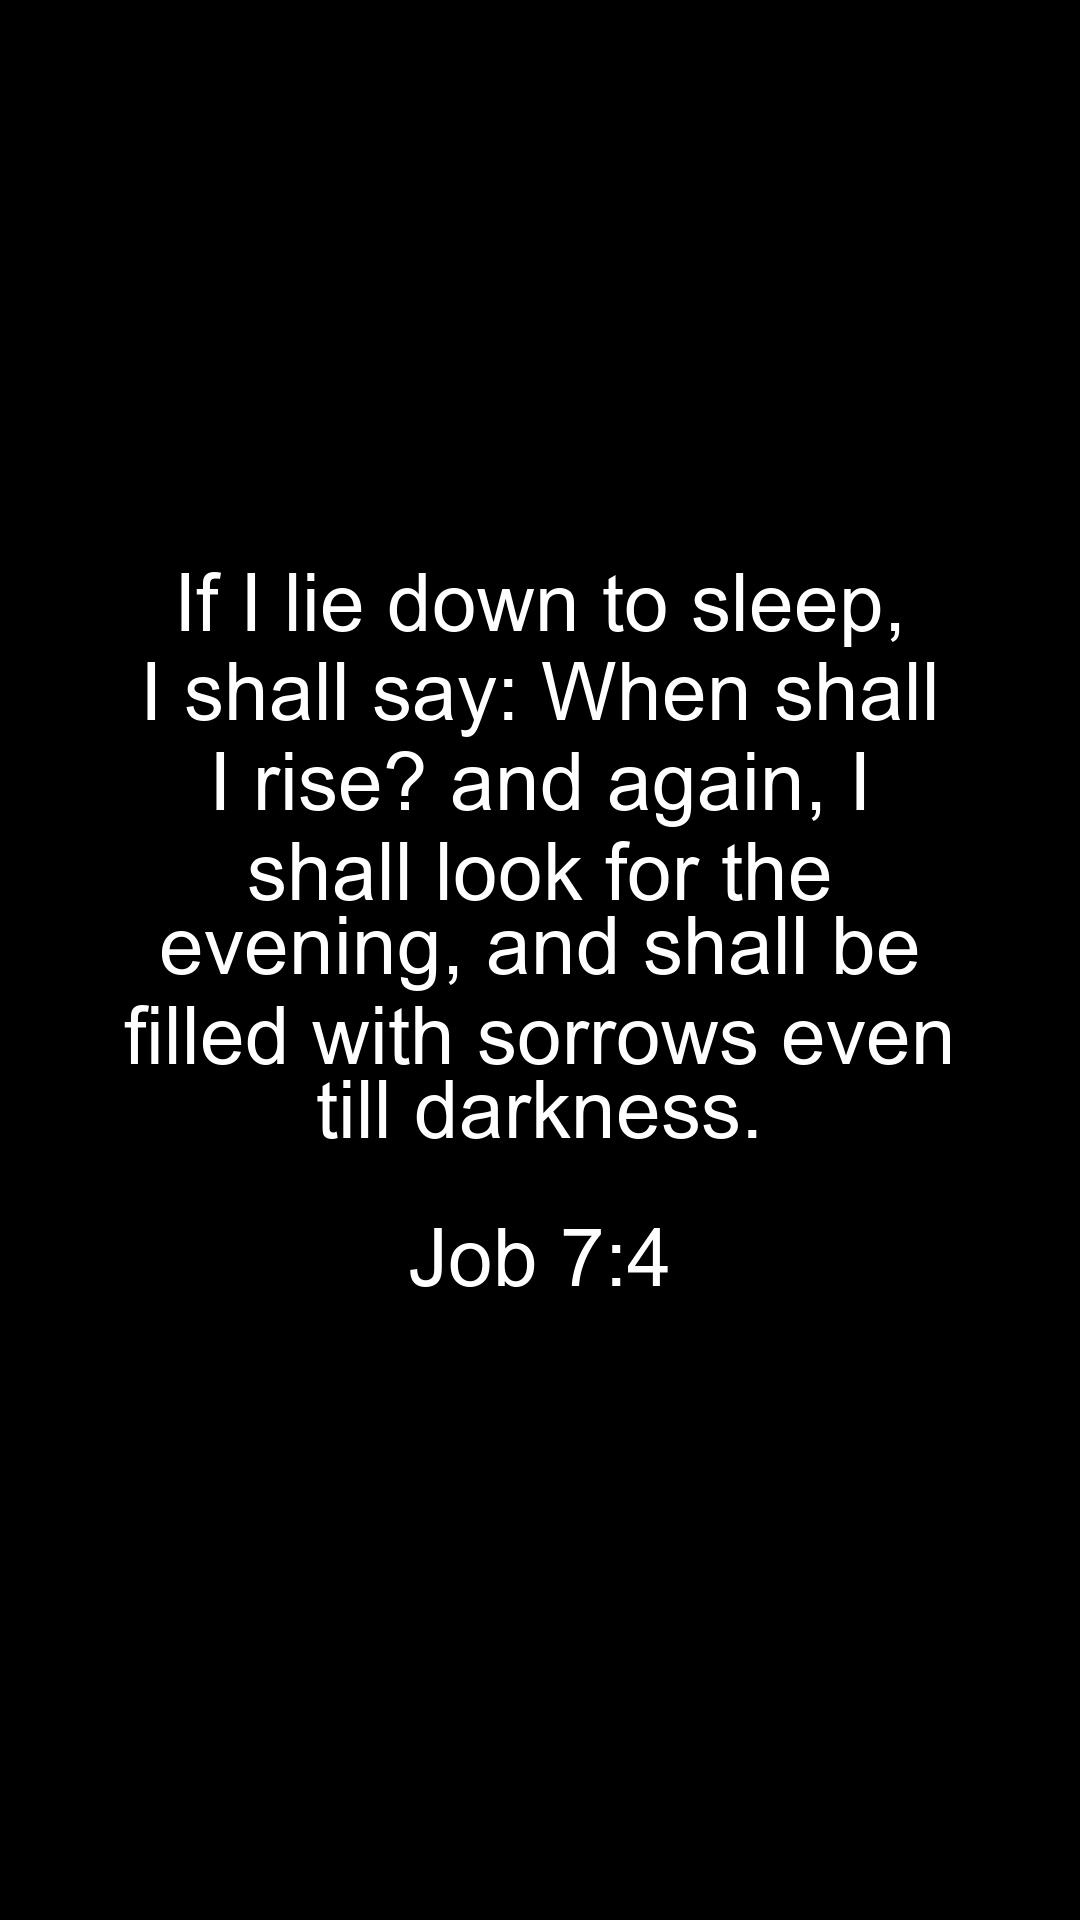 If I lie down to sleep,
I shall say: When shall
I rise? and again, I
shall look for the
evening, and shall be
filled with sorrows even
till darkness.
Job 7:4